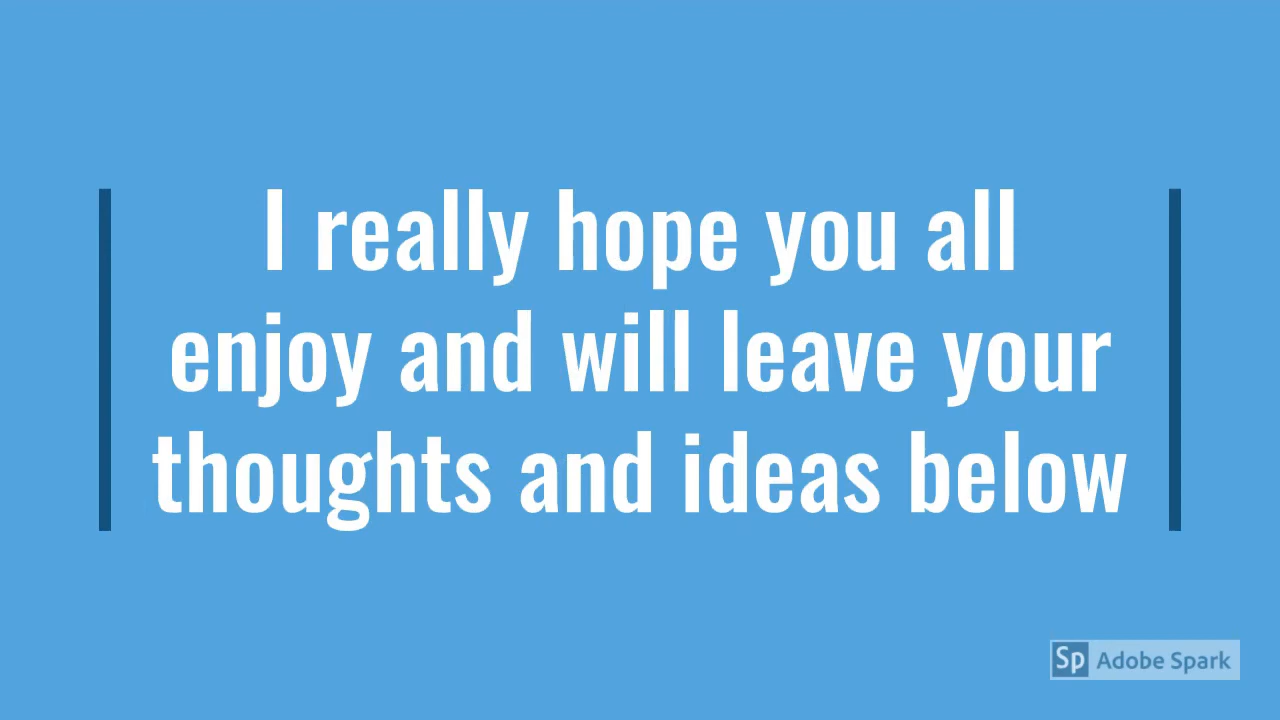 I really hope you all
enjoy and will leave your
thoughts and ideas below
Sp Adobe Spark